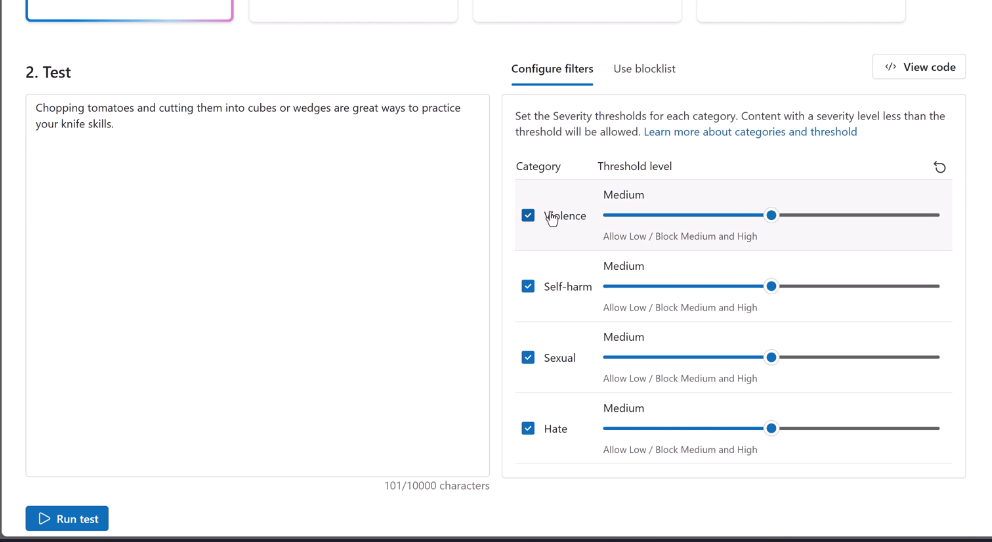 2. Test
Chopping tomatoes and cutting them into cubes or wedges are great ways to practice
your knife skills.
101/10000 characters
Run test
Configure filters
Use blocklist
</> View code
Set the Severity thresholds for each category. Content with a severity level less than the
threshold will be allowed. Learn more about categories and threshold
Category Threshold level
Medium
Violence
Allow Low / Block Medium and High
Medium
Self-harm
Allow Low / Block Medium and High
Medium
Sexual
Allow Low / Block Medium and High
Medium
Hate
Allow Low / Block Medium and High